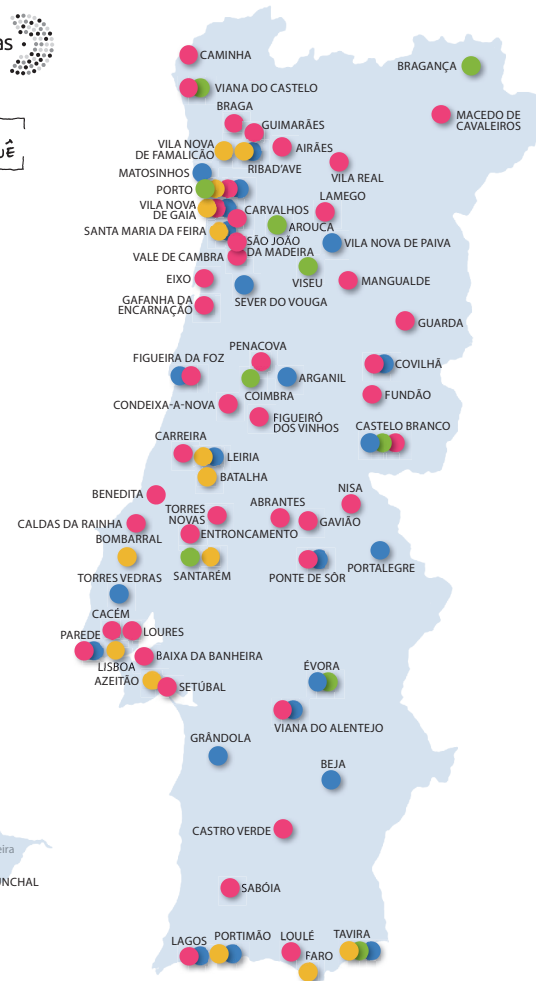 as
UÊ
CAMINHA
BRAGANÇA
VIANA DO CASTELO
BRAGA
MACEDO DE
CAVALEIROS
GUIMARÃES
VILA NOVA
DE FAMALICÃO
AIRÃES
RIBAD'AVE
VILA REAL
MATOSINHOS
PORTO
LAMEGO
VILA NOVA
DE GAIA
CARVALHOS
AROUCA
SANTA MARIA DA FEIRA
SÃO JOÃO
DA MADEIRA
VILA NOVA DE PAIVA
VALE DE CAMBRA
EIXO
VISEU
MANGUALDE
SEVER DO VOUGA
GAFANHA DA
ENCARNAÇÃO
GUARDA
PENACOVA
FIGUEIRA DA FOZ
COVILHÃ
ARGANIL
COIMBRA
FUNDÃO
CONDEIXA-A-NOVA
FIGUEIRÓ
DOS VINHOS
CASTELO BRANCO
CARREIRA
LEIRIA
BATALHA
BENEDITA
NISA
ABRANTES
TORRES
NOVAS
GAVIÃO
CALDAS DA RAINHA
ENTRONCAMENTO
BOMBARRAL
SANTARÉM
PONTE DE SÔR
PORTALEGRE
TORRES VEDRAS
CACÉM
PAREDE
LOURES
BAIXA DA BANHEIRA
LISBOA
ÉVORA
AZEITÃO
SETÚBAL
VIANA DO ALENTEJO
GRÂNDOLA
BEJA
CASTRO VERDE
eira
UNCHAL
SABÓIA
LAGOS
PORTIMÃO
LOULÉ
TAVIRA
FARO